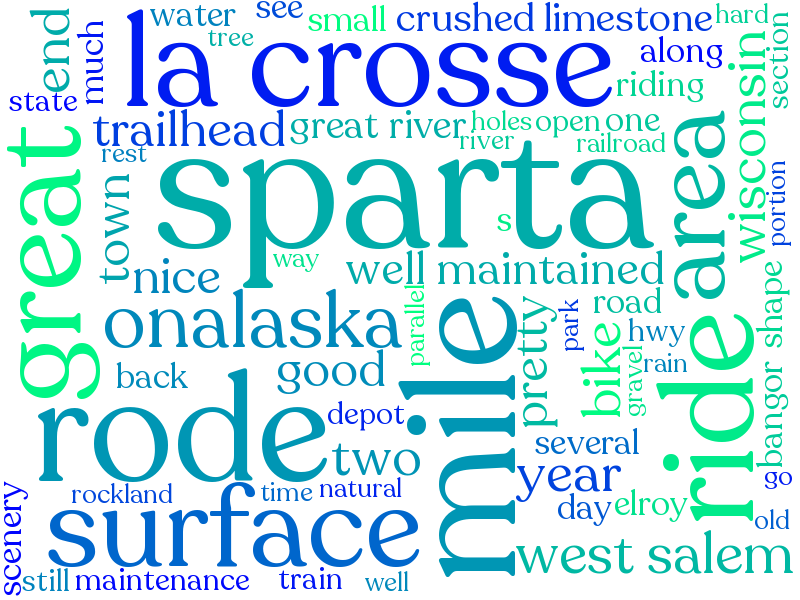 water
see
small
crushed limestone
hard
end
much
tree
la crosse
along
riding
section
state
trailhead
great river
holes
open
one
river
railroad
wisconsin
great
rest
sparta
area
portion
town
s
way
nice
well maintained
parallel
onalaska
mile
pretty
park
road
bike
hwy
shape
back
good
gravel
rain
ride
bangor
rode
depot
two
several
year
go
scenery
rockland
time
natural
day
elroy
old
surface
west salem
still
maintenance
train
well